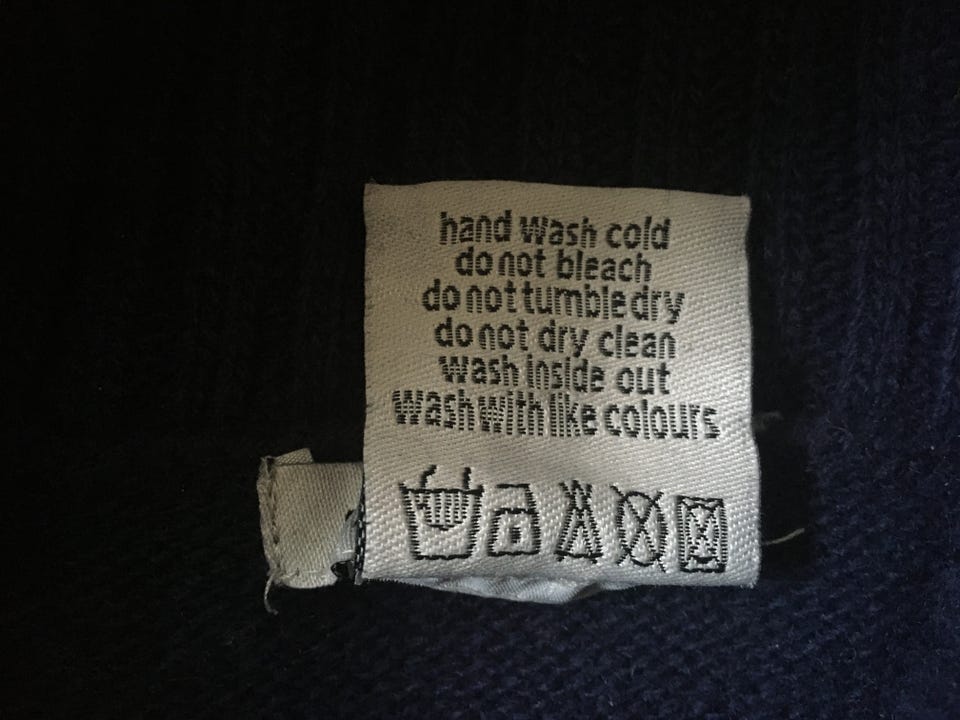 hand wash cold
do not bleach
do not tumble dry
do not dry clean
wash inside out
wash with like colours